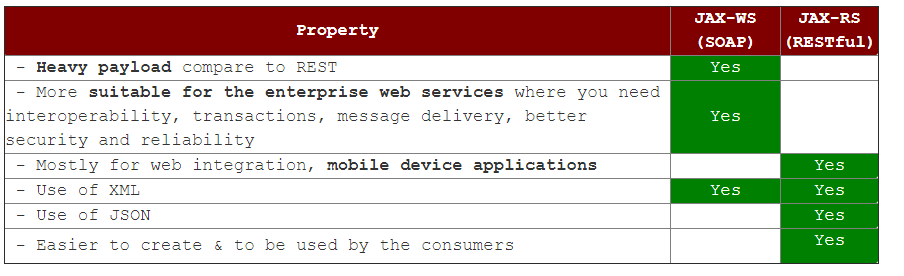 Property JAX-WS (SOAP) JAX-RS (RESTful)
- Heavy payload compare to REST Yes
- More suitable for the enterprise web services where you need
interoperability, transactions, message delivery, better Yes
security and reliability
- Mostly for web integration, mobile device applications Yes
- Use of XML Yes Yes
- Use of JSON Yes
- Easier to create & to be used by the consumers Yes